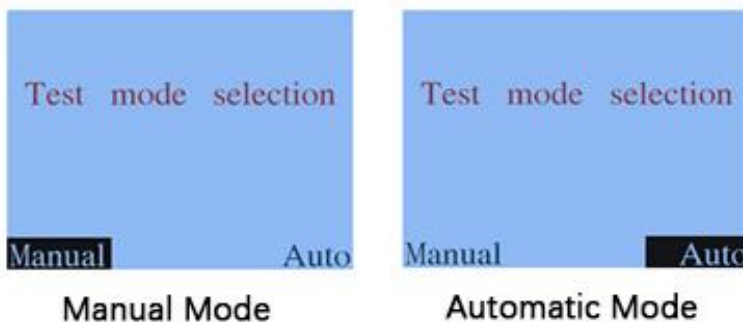 Test mode selection
Manual Auto
Manual Mode
Test mode selection
Manual Auto
Automatic Mode